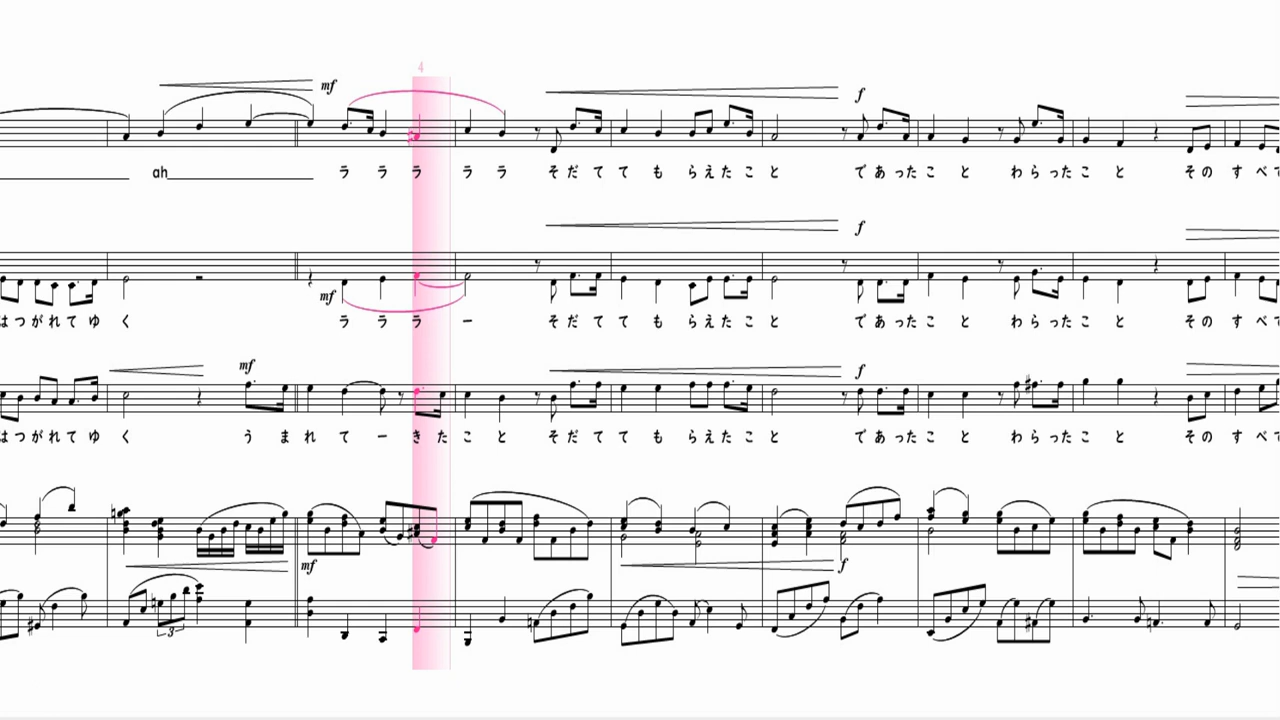 4
mf
f
ah ラ ラ ラ ラ ラ そ だ て て も ら え た こ と で あ っ た こ と わ ら っ た こ と そ の す べ
f
mf
は つ が れ て ゆ く ラ ラ ラ ー そ だ て て も ら え た こ と で あ っ た こ と わ ら っ た こ と そ の す べ
mf
f
は つ が れ て ゆ く う ま れ て ー き た こ と そ だ て て も ら え た こ と で あ っ た こ と わ ら っ た こ と そ の す べ
mf
f
3